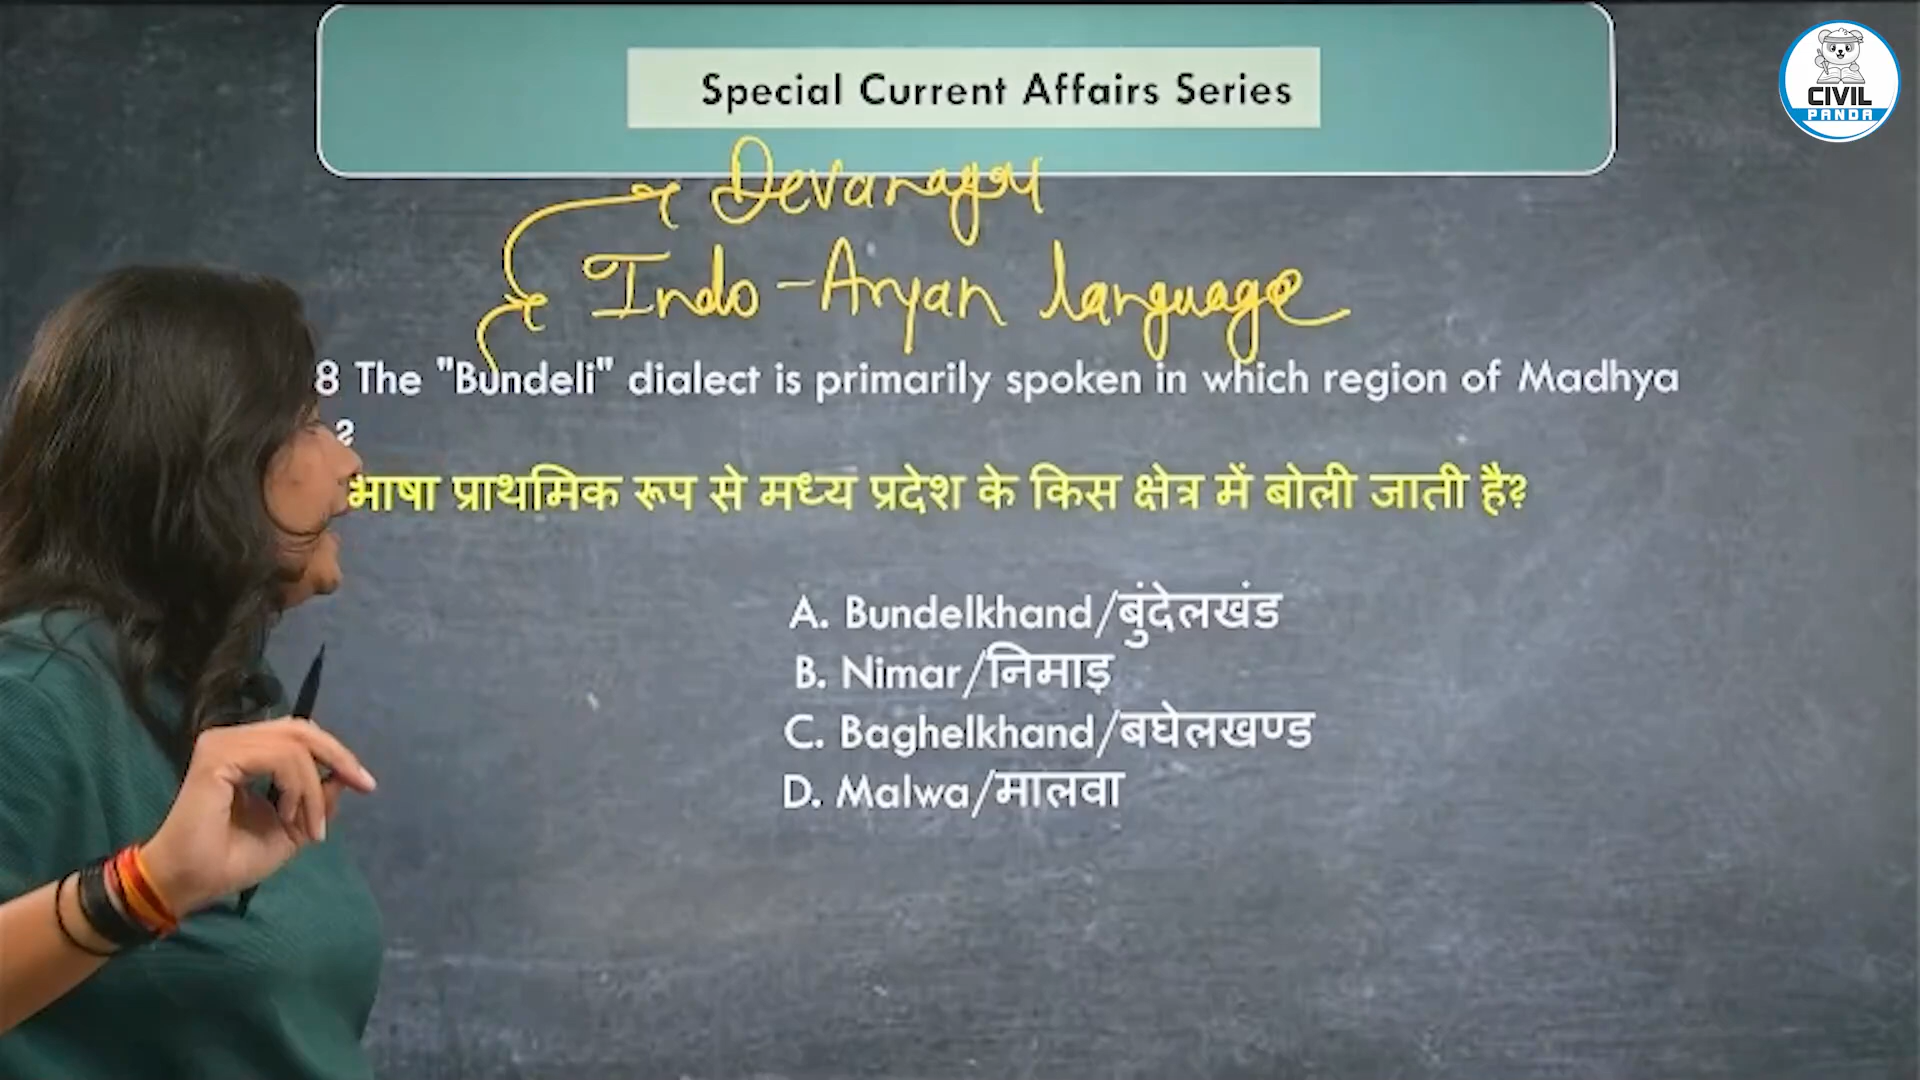 Special Current Affairs Series
CIVIL
PANDA
Devanagari
Indo-Aryan language
8 The "Bundeli" dialect is primarily spoken in which region of Madhya
?
भाषा प्राथमिक रूप से मध्य प्रदेश के किस क्षेत्र में बोली जाती है?
A. Bundelkhand/बुंदेलखंड
B. Nimar/निमाड़
C. Baghelkhand/बघेलखण्ड
D. Malwa/मालवा